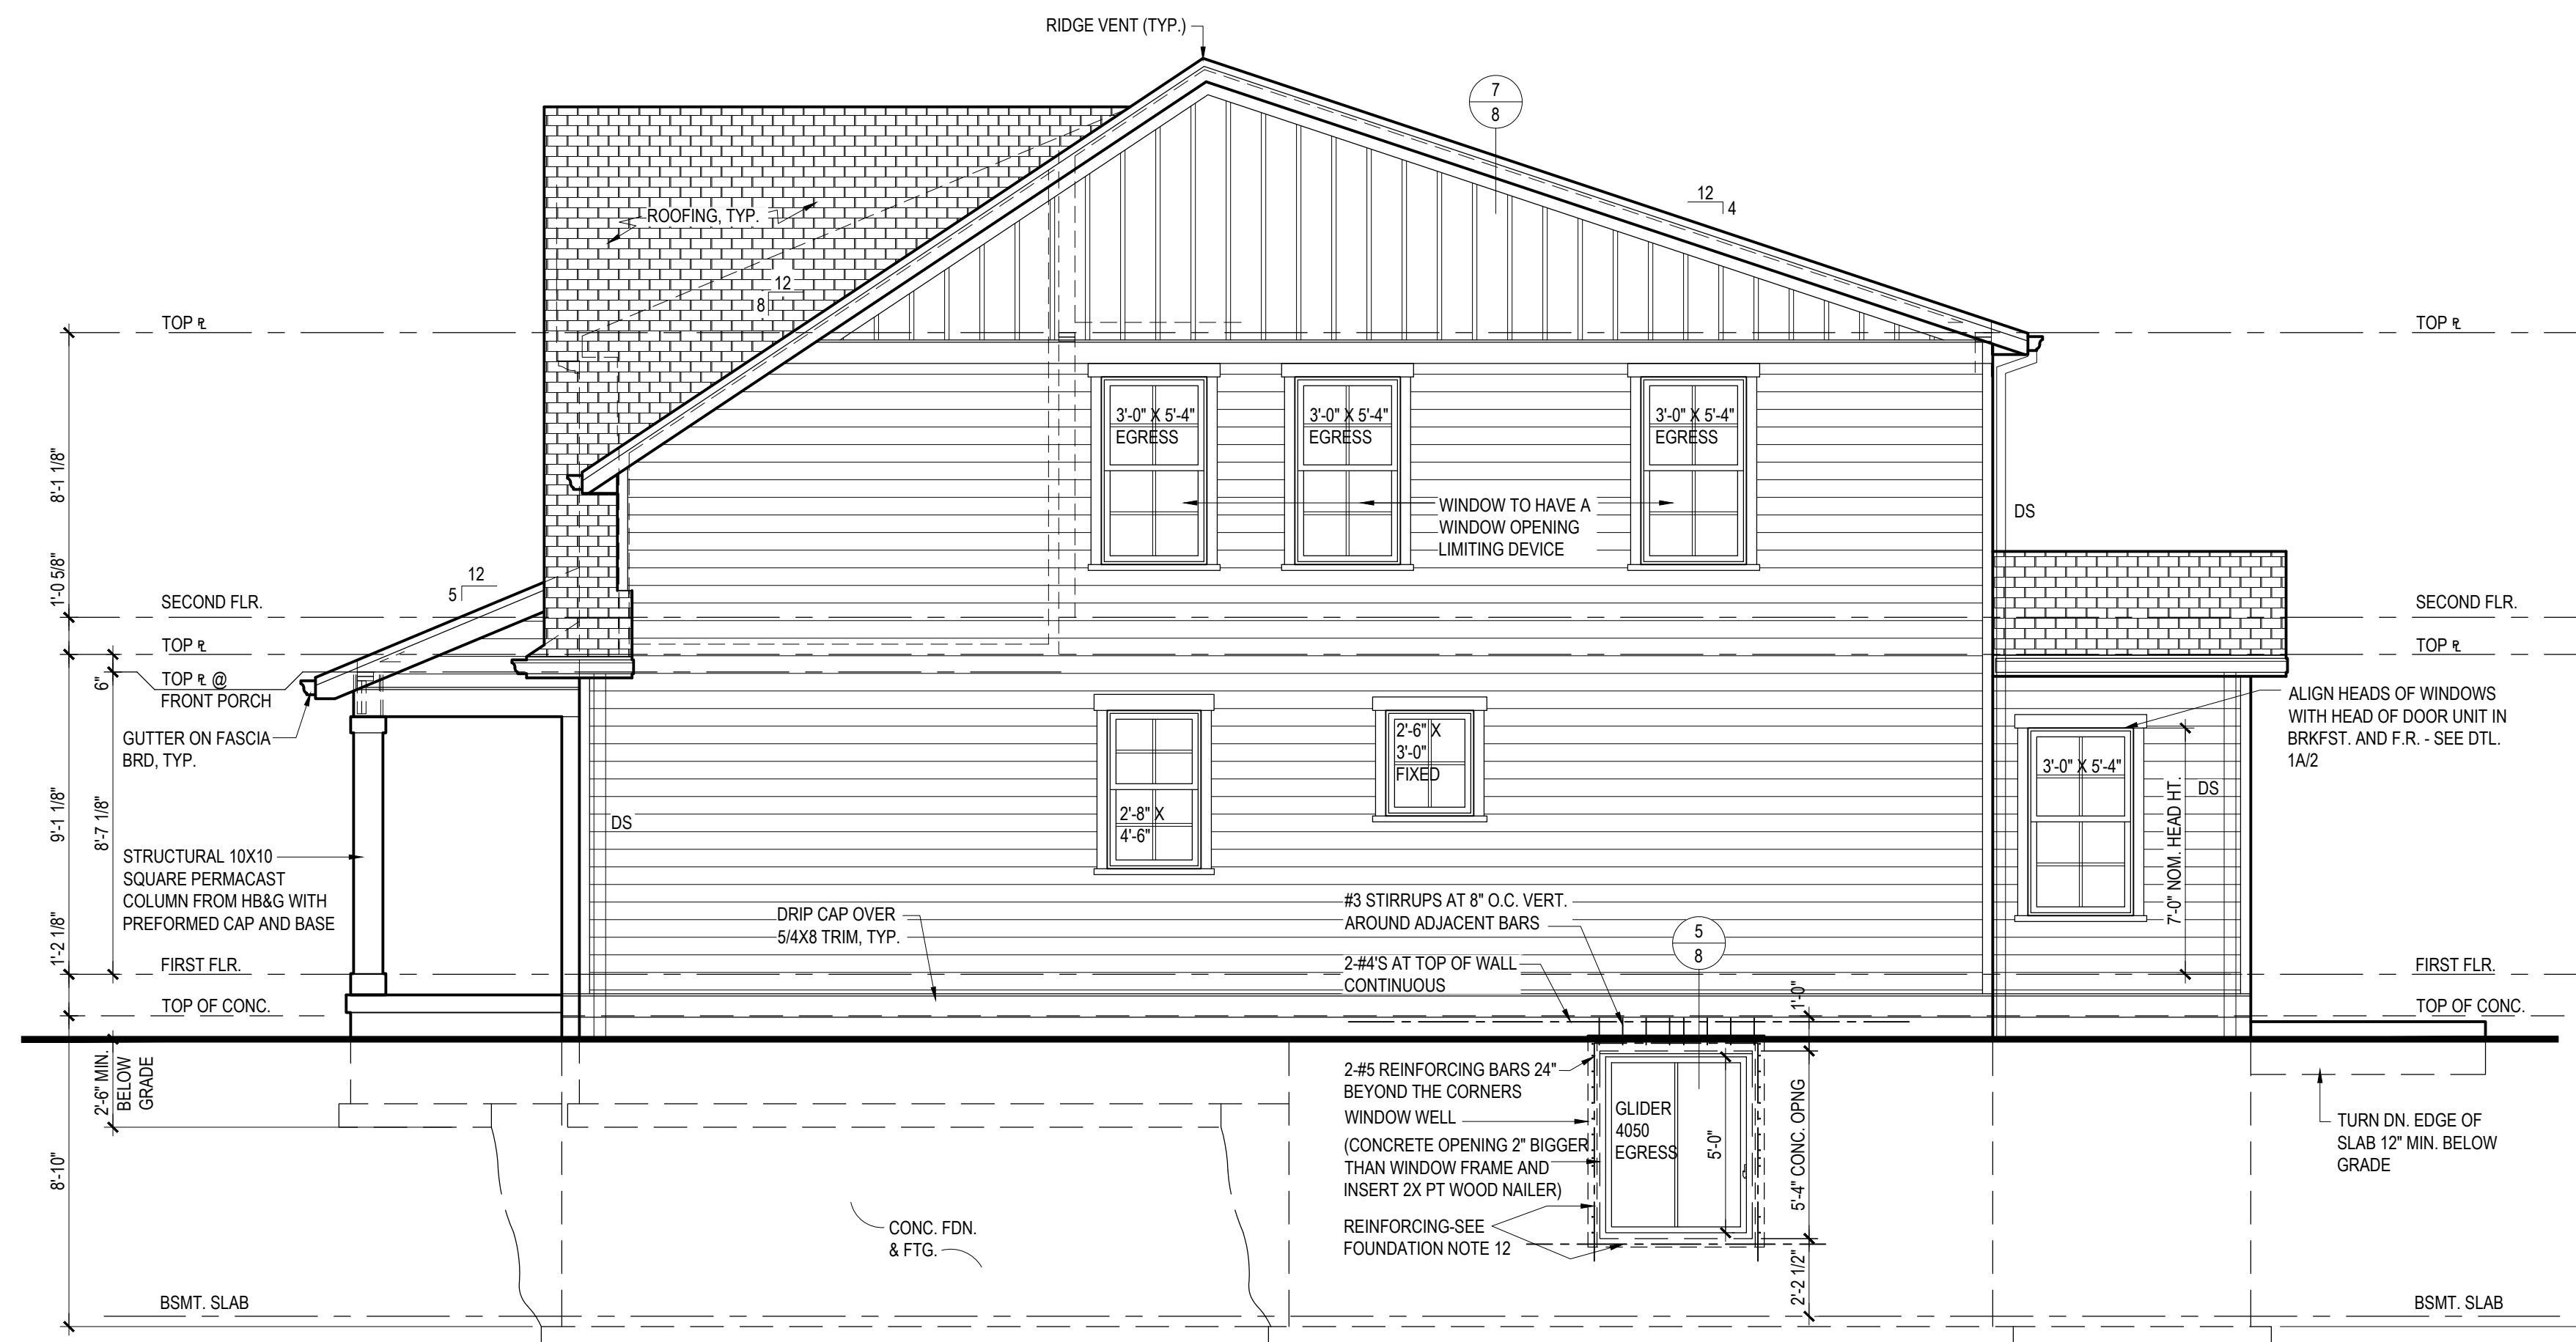 RIDGE VENT (TYP.)
7
8
12
4
ROOFING, TYP.
12
8
TOP ⅊
TOP ⅊
3'-0" X 5'-4"
EGRESS
3'-0" X 5'-4"
EGRESS
3'-0" X 5'-4"
EGRESS
8'-1 1/8"
WINDOW TO HAVE A
WINDOW OPENING
LIMITING DEVICE
DS
12
5
1'-0 5/8"
SECOND FLR.
SECOND FLR.
TOP ⅊
TOP ⅊
6"
TOP ⅊ @
FRONT PORCH
ALIGN HEADS OF WINDOWS
WITH HEAD OF DOOR UNIT IN
BRKFST. AND F.R. - SEE DTL.
1A/2
GUTTER ON FASCIA
BRD, TYP.
2'-6" X
3'-0"
FIXED
3'-0" X 5'-4"
DS
7'-0" NOM. HEAD HT.
9'-1 1/8"
8'-7 1/8"
DS
2'-8" X
4'-6"
STRUCTURAL 10X10
SQUARE PERMACAST
COLUMN FROM HB&G WITH
PREFORMED CAP AND BASE
DRIP CAP OVER
5/4X8 TRIM, TYP.
#3 STIRRUPS AT 8" O.C. VERT.
AROUND ADJACENT BARS
5
8
1'-2 1/8"
FIRST FLR.
2-#4'S AT TOP OF WALL
CONTINUOUS
FIRST FLR.
TOP OF CONC.
1'-0"
TOP OF CONC.
2'-6" MIN.
BELOW
GRADE
2-#5 REINFORCING BARS 24"
BEYOND THE CORNERS
WINDOW WELL
(CONCRETE OPENING 2" BIGGER
THAN WINDOW FRAME AND
INSERT 2X PT WOOD NAILER)
REINFORCING-SEE
FOUNDATION NOTE 12
GLIDER
4050
EGRESS
5'-0"
5'-4" CONC. OPNG
TURN DN. EDGE OF
SLAB 12" MIN. BELOW
GRADE
8'-10"
CONC. FDN.
& FTG.
2'-2 1/2"
BSMT. SLAB
BSMT. SLAB